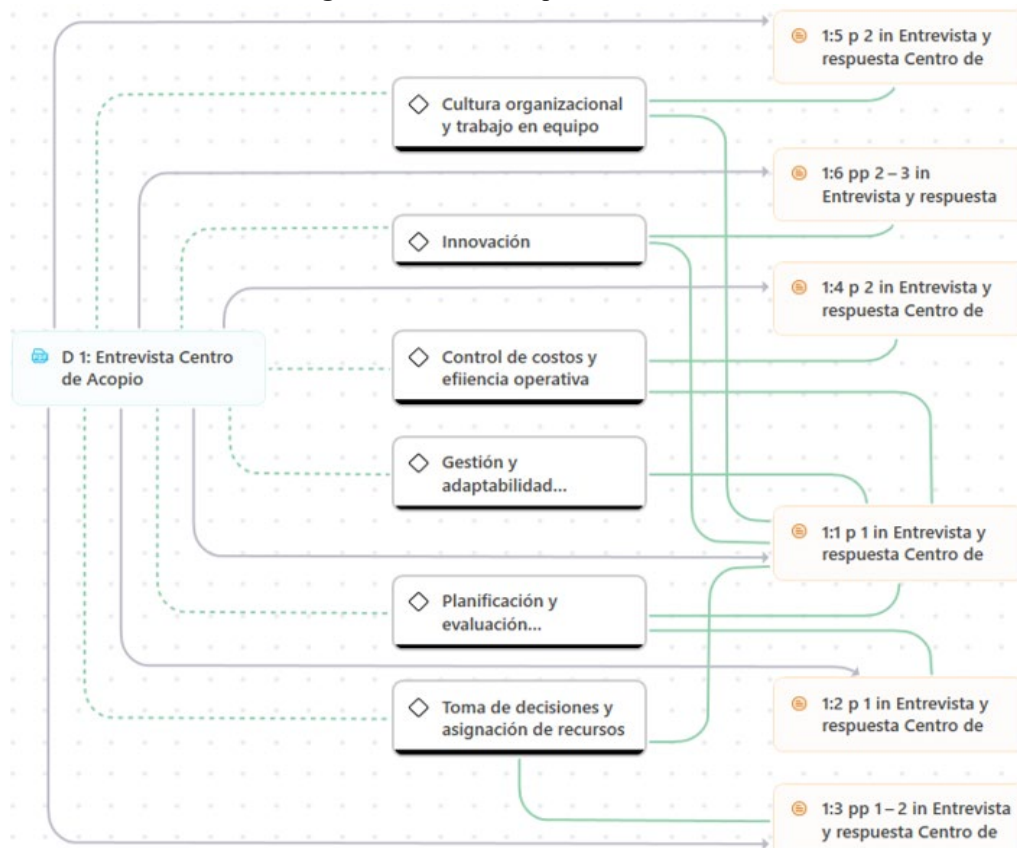 1:5 p 2 in Entrevista y
respuesta Centro de
Cultura organizacional
y trabajo en equipo
1:6 pp 2 – 3 in
Entrevista y respuesta
Innovación
1:4 p 2 in Entrevista y
respuesta Centro de
D 1: Entrevista Centro
de Acopio
Control de costos y
efiiencia operativa
Gestión y
adaptabilidad...
1:1 p 1 in Entrevista y
respuesta Centro de
Planificación y
evaluación...
1:2 p 1 in Entrevista y
respuesta Centro de
Toma de decisiones y
asignación de recursos
1:3 pp 1 – 2 in Entrevista
y respuesta Centro de